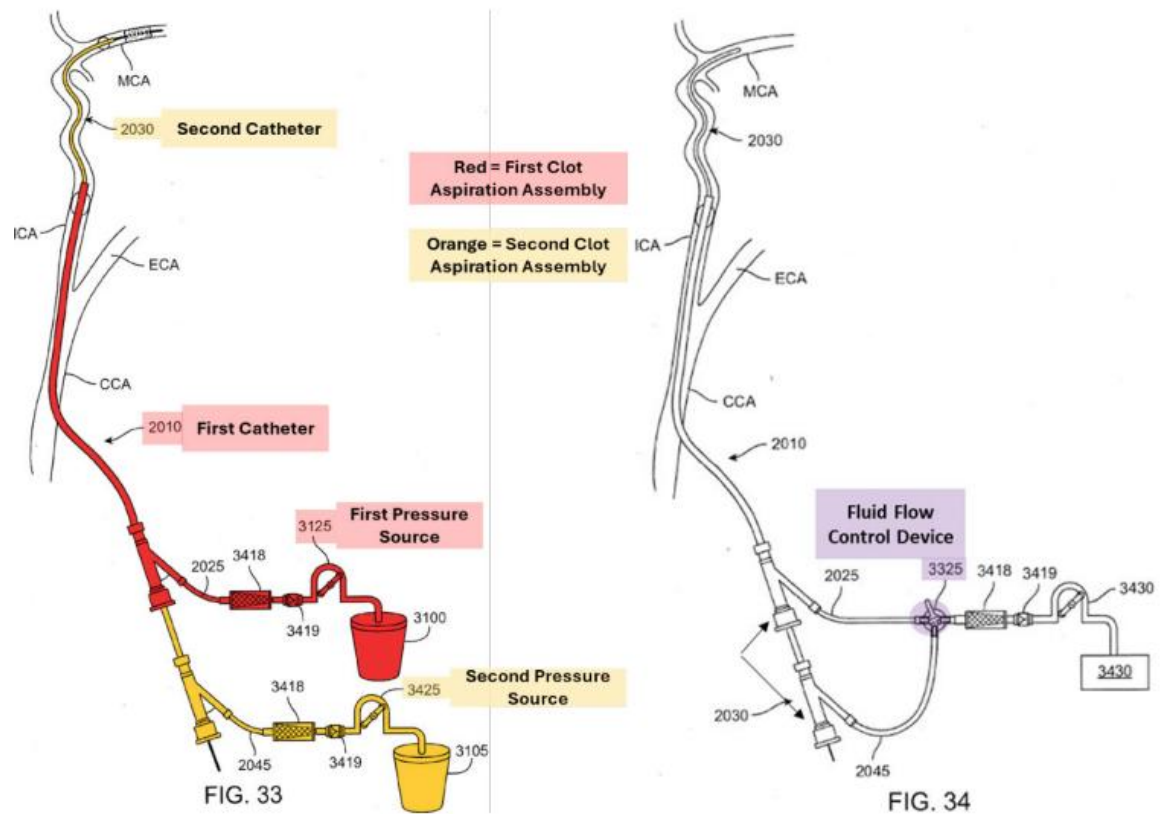 MCA
2030 Second Catheter
ICA
ECA
CCA
2010 First Catheter
First Pressure
Source
3125
2025
3418
3419
3100
Second Pressure
Source
3425
3418
2045
3419
3105
FIG. 33
Red = First Clot
Aspiration Assembly
Orange = Second Clot
Aspiration Assembly
MCA
2030
ICA
ECA
CCA
2010
Fluid Flow
Control Device
3325
2025
3418
3419
3430
3430
2030
2045
FIG. 34